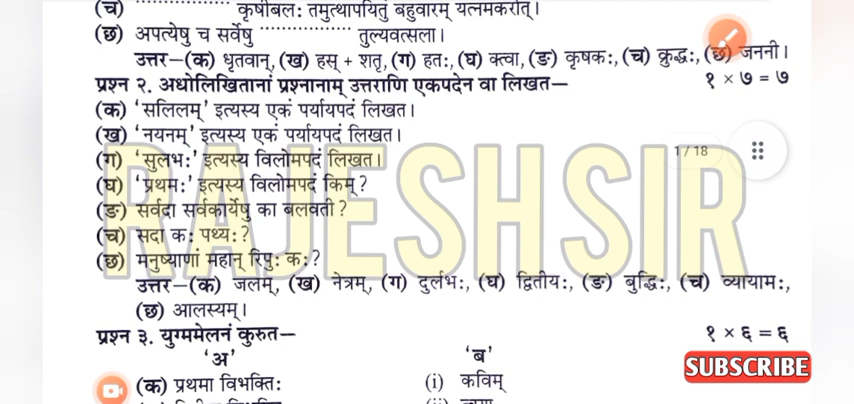 (च) ................ कृषीबलः तमुत्थापयितुं बहुवारम् यत्नमकरोत्।
(छ) अपत्येषु च सर्वेषु ................ तुल्यवत्सला।
उत्तर–(क) धृतवान्, (ख) हस् + शतृ, (ग) हतः, (घ) क्त्वा, (ङ) कृषकः, (च) क्रुद्धः, (छ) जननी।
प्रश्न २. अधोलिखितानां प्रश्नानाम् उत्तराणि एकपदेन वा लिखत– १ × ७ = ७
(क) 'सलिलम्' इत्यस्य एकं पर्यायपदं लिखत।
(ख) 'नयनम्' इत्यस्य एकं पर्यायपदं लिखत।
(ग) 'सुलभः' इत्यस्य विलोमपदं लिखत।
1 / 18
(घ) 'प्रथमः' इत्यस्य विलोमपदं किम्?
(ङ) सर्वदा सर्वकार्येषु का बलवती?
(च) सदा कः पथ्यः?
(छ) मनुष्याणां महान् रिपुः कः?
RAJESH SIR
उत्तर–(क) जलम्, (ख) नेत्रम्, (ग) दुर्लभः, (घ) द्वितीयः, (ङ) बुद्धिः, (च) व्यायामः,
(छ) आलस्यम्।
प्रश्न ३. युग्ममेलनं कुरुत– १ × ६ = ६
'अ' 'ब'
SUBSCRIBE
(क) प्रथमा विभक्तिः (i) कविम्